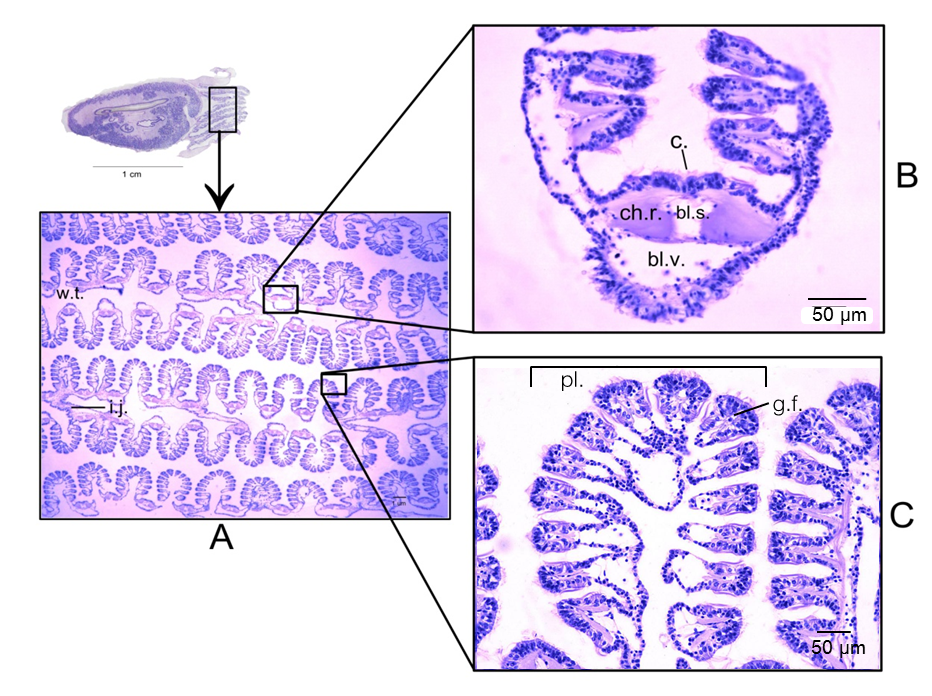 1 cm
w.t.
i.j.
A
c.
ch.r.
bl.s.
bl.v.
50 µm
B
pl.
g.f.
50 µm
C